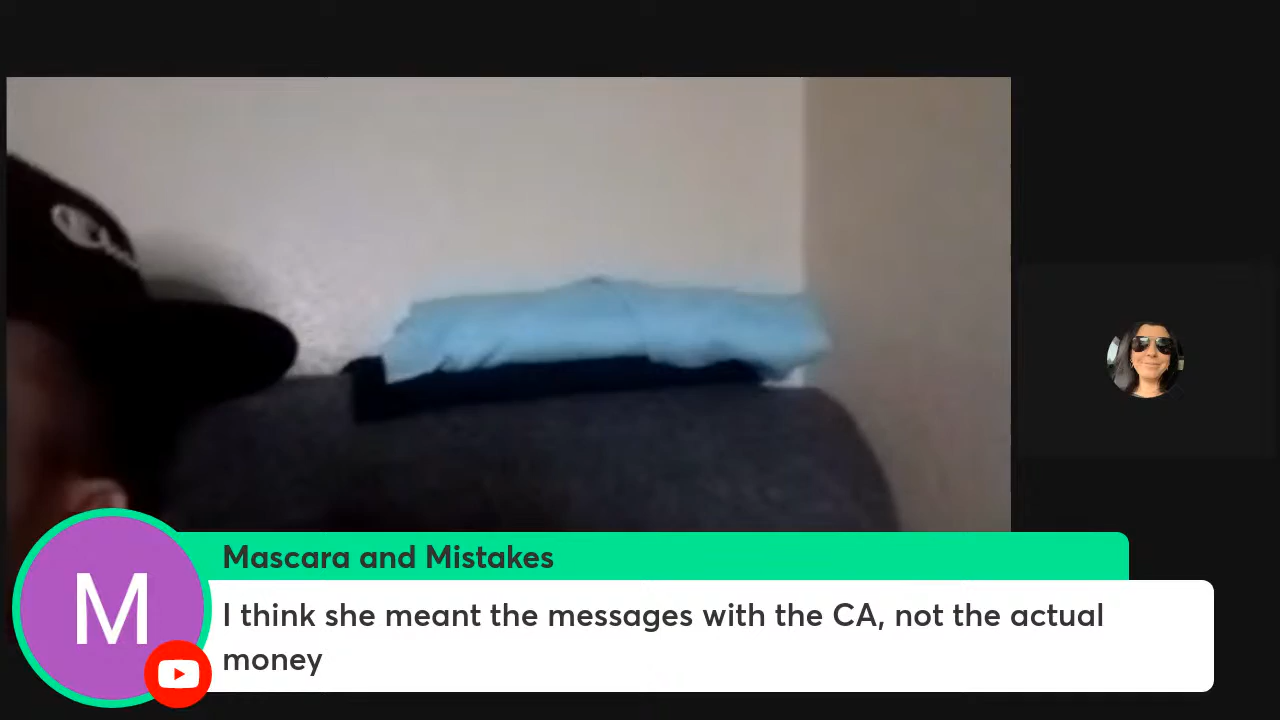 Mascara and Mistakes
I think she meant the messages with the CA, not the actual
money
M